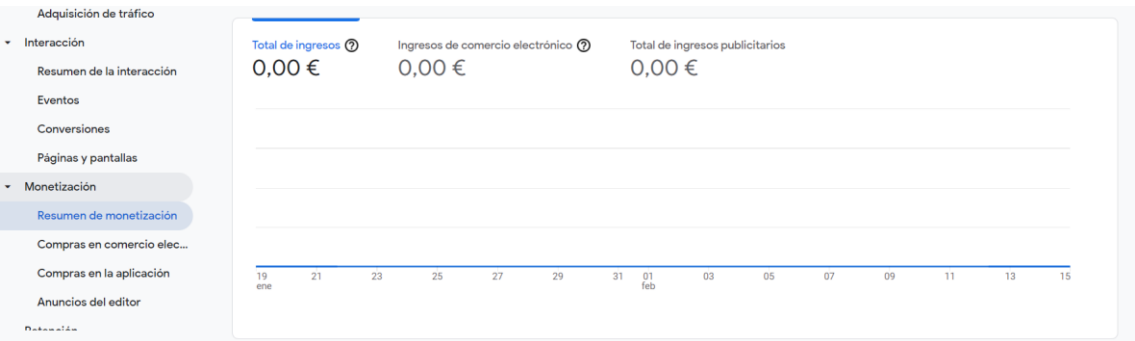 Adquisición de tráfico
Interacción
Resumen de la interacción
Eventos
Conversiones
Páginas y pantallas
Monetización
Resumen de monetización
Compras en comercio elec...
Compras en la aplicación
Anuncios del editor
Total de ingresos ?
0,00 €
Ingresos de comercio electrónico ?
0,00 €
Total de ingresos publicitarios
0,00 €
19 21 23 25 27 29 31 01 03 05 07 09 11 13 15
ene feb